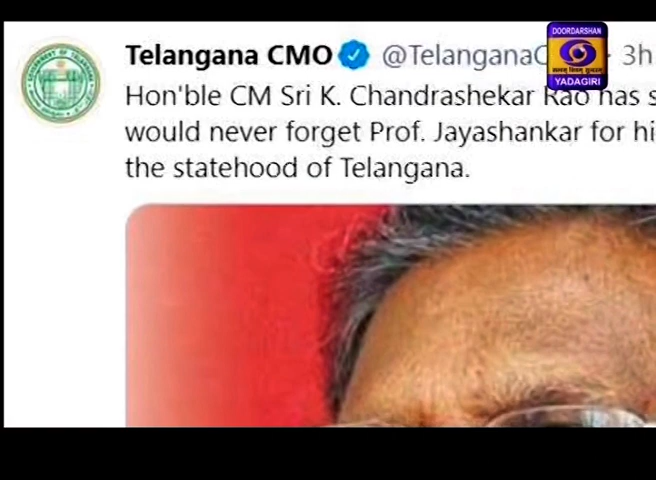 DOORDARSHAN
Telangana CMO @Telangana 3h
YADAGIRI
Hon'ble CM Sri K. Chandrashekar Rao has s
would never forget Prof. Jayashankar for hi
the statehood of Telangana.